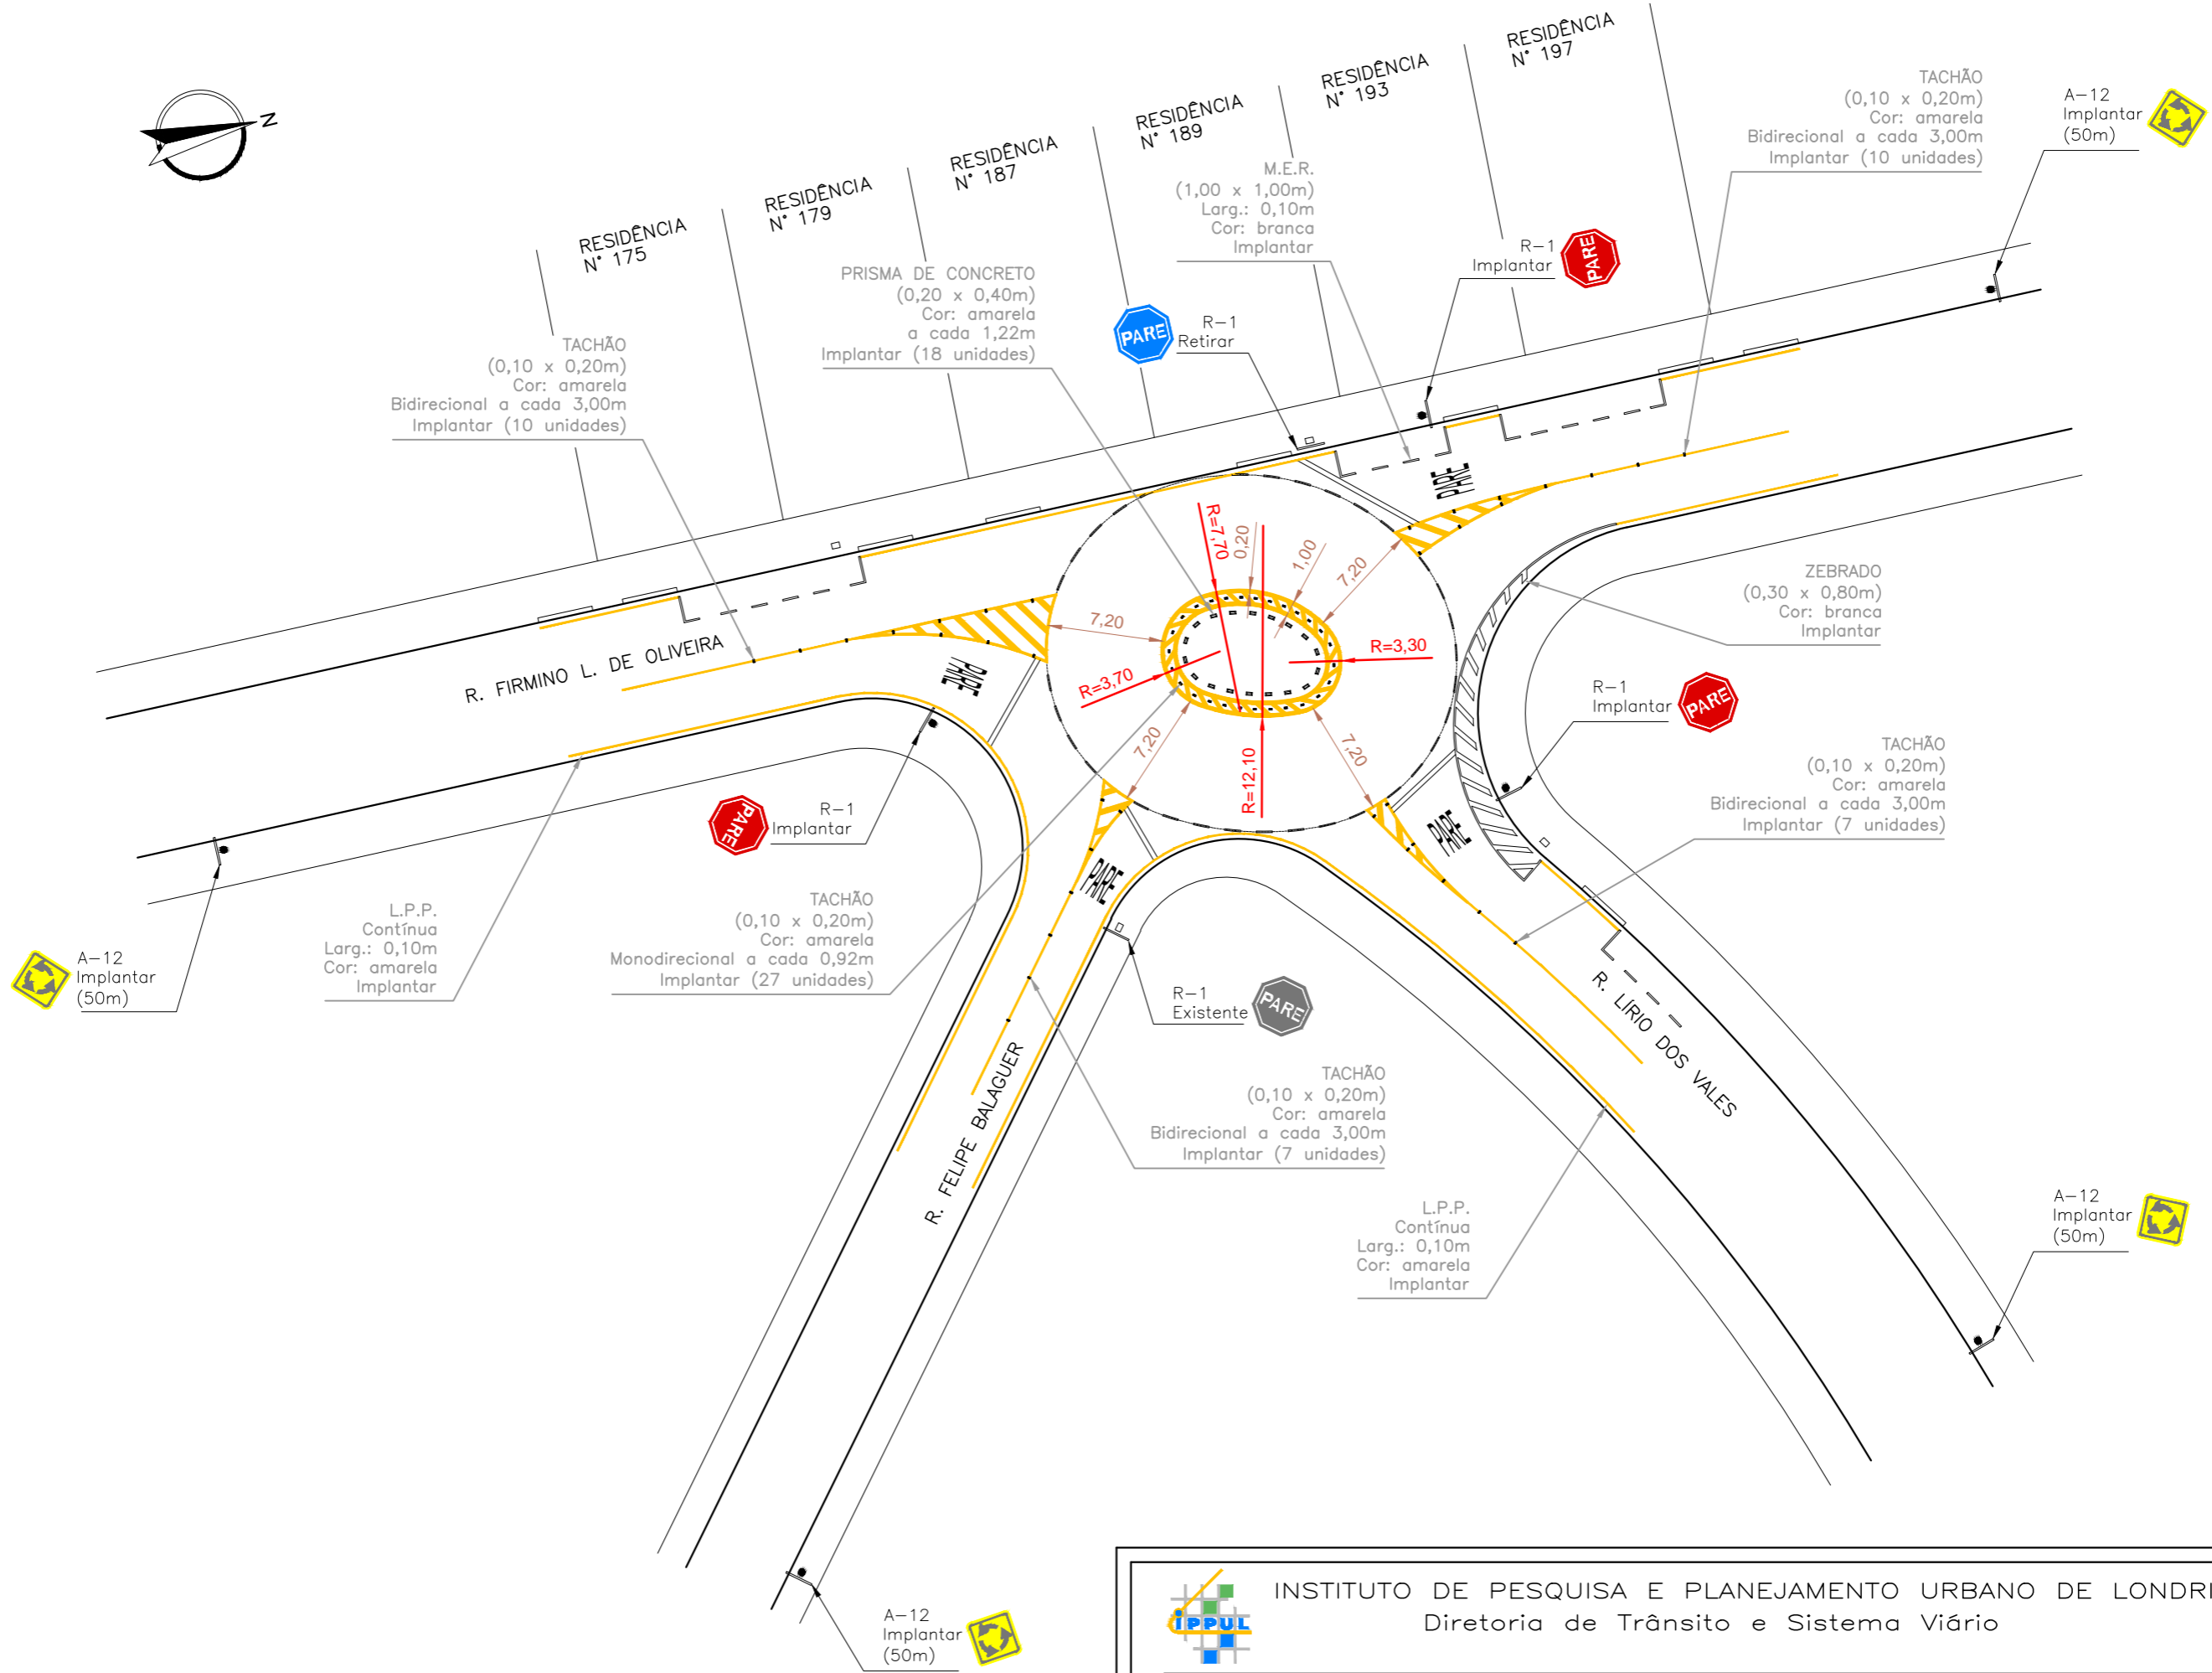 N
RESIDÊNCIA
N° 175
RESIDÊNCIA
N° 179
RESIDÊNCIA
N° 187
RESIDÊNCIA
N° 189
RESIDÊNCIA
N° 193
RESIDÊNCIA
N° 197
TACHÃO
(0,10 x 0,20m)
Cor: amarela
Bidirecional a cada 3,00m
Implantar (10 unidades)
A-12
Implantar
(50m)
M.E.R.
(1,00 x 1,00m)
Larg.: 0,10m
Cor: branca
Implantar
R-1
Implantar
PARE
PRISMA DE CONCRETO
(0,20 x 0,40m)
Cor: amarela
a cada 1,22m
Implantar (18 unidades)
PARE
R-1
Retirar
TACHÃO
(0,10 x 0,20m)
Cor: amarela
Bidirecional a cada 3,00m
Implantar (10 unidades)
PARE
R=7,70
0,20
1,00
7,20
7,20
R=3,30
R=3,70
7,20
R=12,10
7,20
ZEBRADO
(0,30 x 0,80m)
Cor: branca
Implantar
R. FIRMINO L. DE OLIVEIRA
PARE
R-1
Implantar
PARE
TACHÃO
(0,10 x 0,20m)
Cor: amarela
Bidirecional a cada 3,00m
Implantar (7 unidades)
PARE
R-1
Implantar
PARE
PARE
L.P.P.
Contínua
Larg.: 0,10m
Cor: amarela
Implantar
A-12
Implantar
(50m)
TACHÃO
(0,10 x 0,20m)
Cor: amarela
Monodirecional a cada 0,92m
Implantar (27 unidades)
R-1
Existente
PARE
R. LÍRIO DOS VALES
R. FELIPE BALAGUER
TACHÃO
(0,10 x 0,20m)
Cor: amarela
Bidirecional a cada 3,00m
Implantar (7 unidades)
L.P.P.
Contínua
Larg.: 0,10m
Cor: amarela
Implantar
A-12
Implantar
(50m)
A-12
Implantar
(50m)
IPPUL
INSTITUTO DE PESQUISA E PLANEJAMENTO URBANO DE LONDRI
Diretoria de Trânsito e Sistema Viário